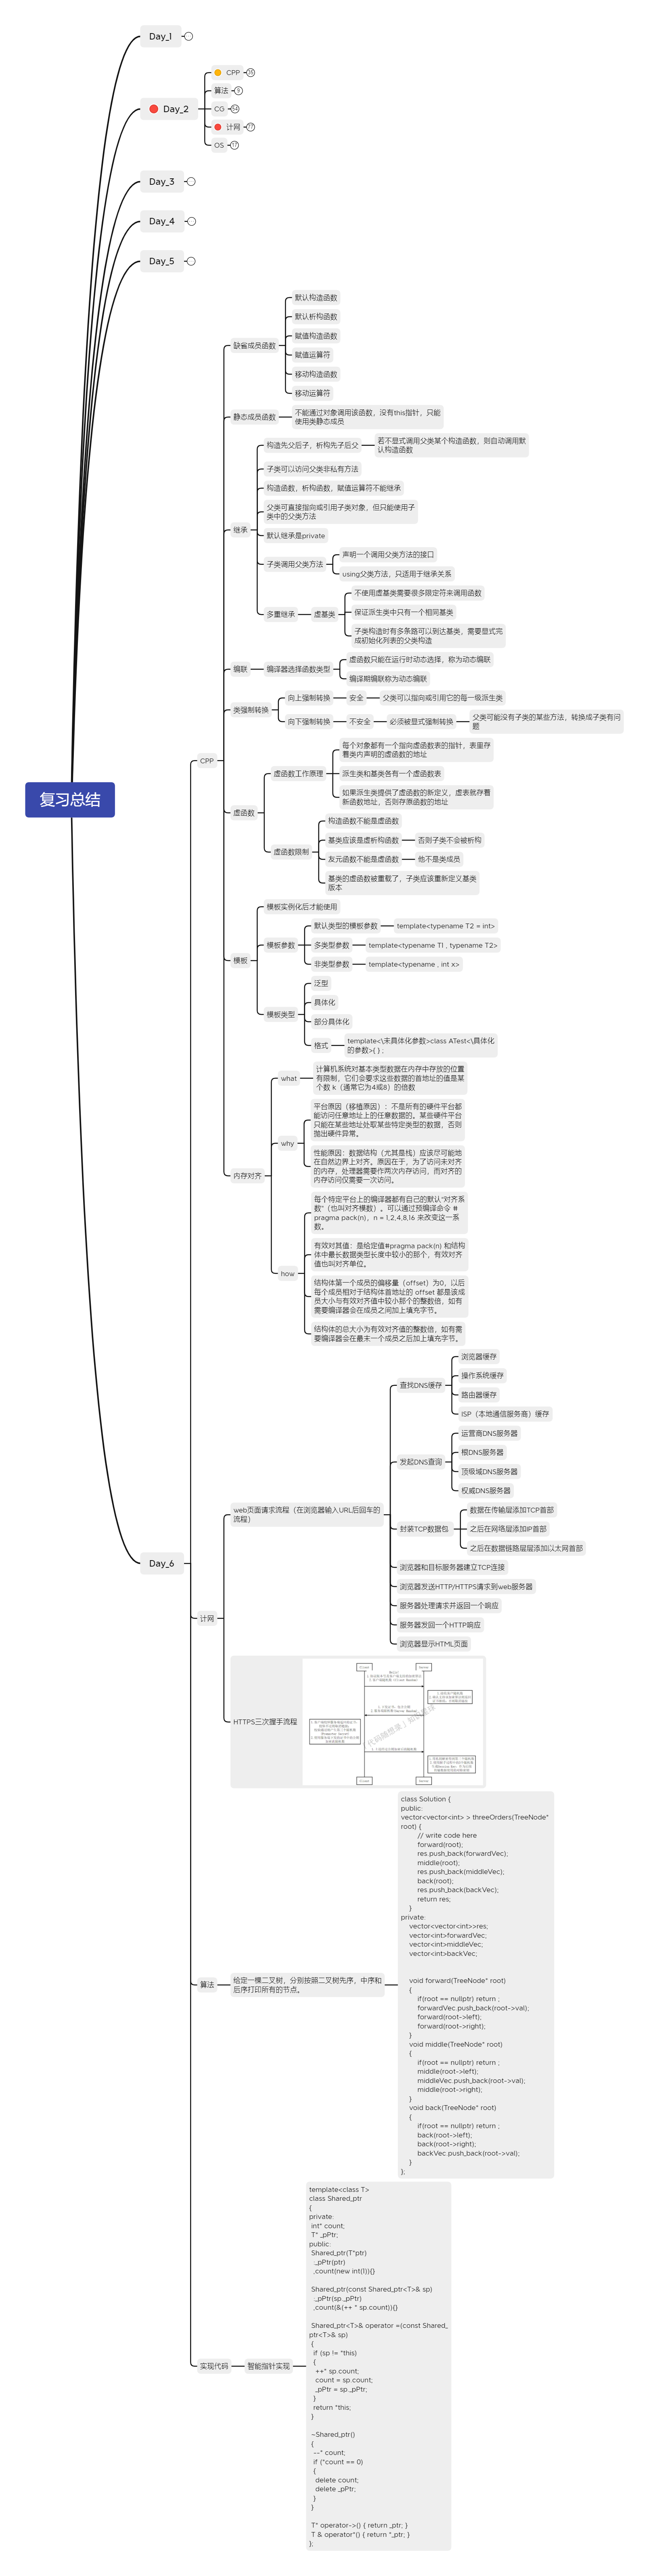 复习总结
Day_1
Day_2
CPP
算法
9
CG
计网
77
OS
17
Day_3
Day_4
Day_5
Day_6
CPP
缺省成员函数
默认构造函数
默认析构函数
赋值构造函数
赋值运算符
移动构造函数
移动运算符
静态成员函数
不能通过对象调用该函数，没有this指针，只能
使用类静态成员
继承
构造先父后子，析构先子后父
若不显式调用父类某个构造函数，则自动调用默
认构造函数
子类可以访问父类非私有方法
构造函数，析构函数，赋值运算符不能继承
父类可直接指向或引用子类对象，但只能使用子
类中的父类方法
默认继承是private
子类调用父类方法
声明一个调用父类方法的接口
using父类方法，只适用于继承关系
多重继承
虚基类
不使用虚基类需要很多限定符来调用函数
保证派生类中只有一个相同基类
子类构造时有多条路可以到达基类，需要显式完
成初始化列表的父类构造
编联
编译器选择函数类型
虚函数只能在运行时动态选择，称为动态编联
编译期编联称为动态编联
类强制转换
向上强制转换
安全
父类可以指向或引用它的每一级派生类
向下强制转换
不安全
必须被显式强制转换
父类可能没有子类的某些方法，转换成子类有问
题
虚函数
虚函数工作原理
每个对象都有一个指向虚函数表的指针，表里存
着类内声明的虚函数的地址
派生类和基类各有一个虚函数表
如果派生类提供了虚函数的新定义，虚表就存着
新函数地址，否则存原函数的地址
虚函数限制
构造函数不能是虚函数
基类应该是虚析构函数
否则子类不会被析构
友元函数不能是虚函数
他不是类成员
基类的虚函数被重载了，子类应该重新定义基类
版本
模板
模板实例化后才能使用
模板参数
默认类型的模板参数
template<typename T2 = int>
多类型参数
template<typename T1 , typename T2>
非类型参数
template<typename , int x>
模板类型
泛型
具体化
部分具体化
格式
template<\未具体化参数>class ATest<\具体化
的参数>{ } ;
内存对齐
what
计算机系统对基本类型数据在内存中存放的位置
有限制，它们会要求这些数据的首地址的值是某
个数 k（通常它为4或8）的倍数
why
平台原因（移植原因）：不是所有的硬件平台都
能访问任意地址上的任意数据的。某些硬件平台
只能在某些地址处取某些特定类型的数据，否则
抛出硬件异常。
性能原因：数据结构（尤其是栈）应该尽可能地
在自然边界上对齐。原因在于，为了访问未对齐
的内存，处理器需要作两次内存访问，而对齐的
内存访问仅需要一次访问。
how
每个特定平台上的编译器都有自己的默认“对齐系
数”（也叫对齐模数）。可以通过预编译命令 #
pragma pack(n)，n = 1,2,4,8,16 来改变这一系
数。
有效对其值：是给定值#pragma pack(n) 和结构
体中最长数据类型长度中较小的那个，有效对齐
值也叫对齐单位。
结构体第一个成员的偏移量（offset）为0，以后
每个成员相对于结构体首地址的 offset 都是该成
员大小与有效对齐值中较小那个的整数倍，如有
需要编译器会在成员之间加上填充字节。
结构体的总大小为有效对齐值的整数倍，如有需
要编译器会在最末一个成员之后加上填充字节。
计网
web页面请求流程（在浏览器输入URL后回车的
流程）
查找DNS缓存
浏览器缓存
操作系统缓存
路由器缓存
ISP（本地通信服务商）缓存
发起DNS查询
运营商DNS服务器
根DNS服务器
顶级域DNS服务器
权威DNS服务器
封装TCP数据包
数据在传输层添加TCP首部
之后在网络层添加IP首部
之后在数据链路层层添加以太网首部
浏览器和目标服务器建立TCP连接
浏览器发送HTTP/HTTPS请求到web服务器
服务器处理请求并返回一个响应
服务器发回一个HTTP响应
浏览器显示HTML页面
HTTPS三次握手流程
Client
Server
Client
Server
算法
给定一棵二叉树，分别按照二叉树先序，中序和
后序打印所有的节点。
class Solution {
public:
vector<vector<int> > threeOrders(TreeNode*
root) {
// write code here
forward(root);
res.push_back(forwardVec);
middle(root);
res.push_back(middleVec);
back(root);
res.push_back(backVec);
return res;
}
private:
vector<vector<int>>res;
vector<int>forwardVec;
vector<int>middleVec;
vector<int>backVec;
void forward(TreeNode* root)
{
if(root == nullptr) return ;
forwardVec.push_back(root->val);
forward(root->left);
forward(root->right);
}
void middle(TreeNode* root)
{
if(root == nullptr) return ;
middle(root->left);
middleVec.push_back(root->val);
middle(root->right);
}
void back(TreeNode* root)
{
if(root == nullptr) return ;
back(root->left);
back(root->right);
backVec.push_back(root->val);
}
};
实现代码
智能指针实现
template<class T>
class Shared_ptr
{
private:
int* count;
T* _pPtr;
public:
Shared_ptr(T*ptr)
:_pPtr(ptr)
,count(new int(1)){}
Shared_ptr(const Shared_ptr<T>& sp)
:_pPtr(sp._pPtr)
,count(&(++ * sp.count)){}
Shared_ptr<T>& operator =(const Shared_
ptr<T>& sp)
{
if (sp != *this)
{
++* sp.count;
count = sp.count;
_pPtr = sp._pPtr;
}
return *this;
}
~Shared_ptr()
{
--* count;
if (*count == 0)
{
delete count;
delete _pPtr;
}
}
T* operator->() { return _ptr; }
T & operator*() { return *_ptr; }
};